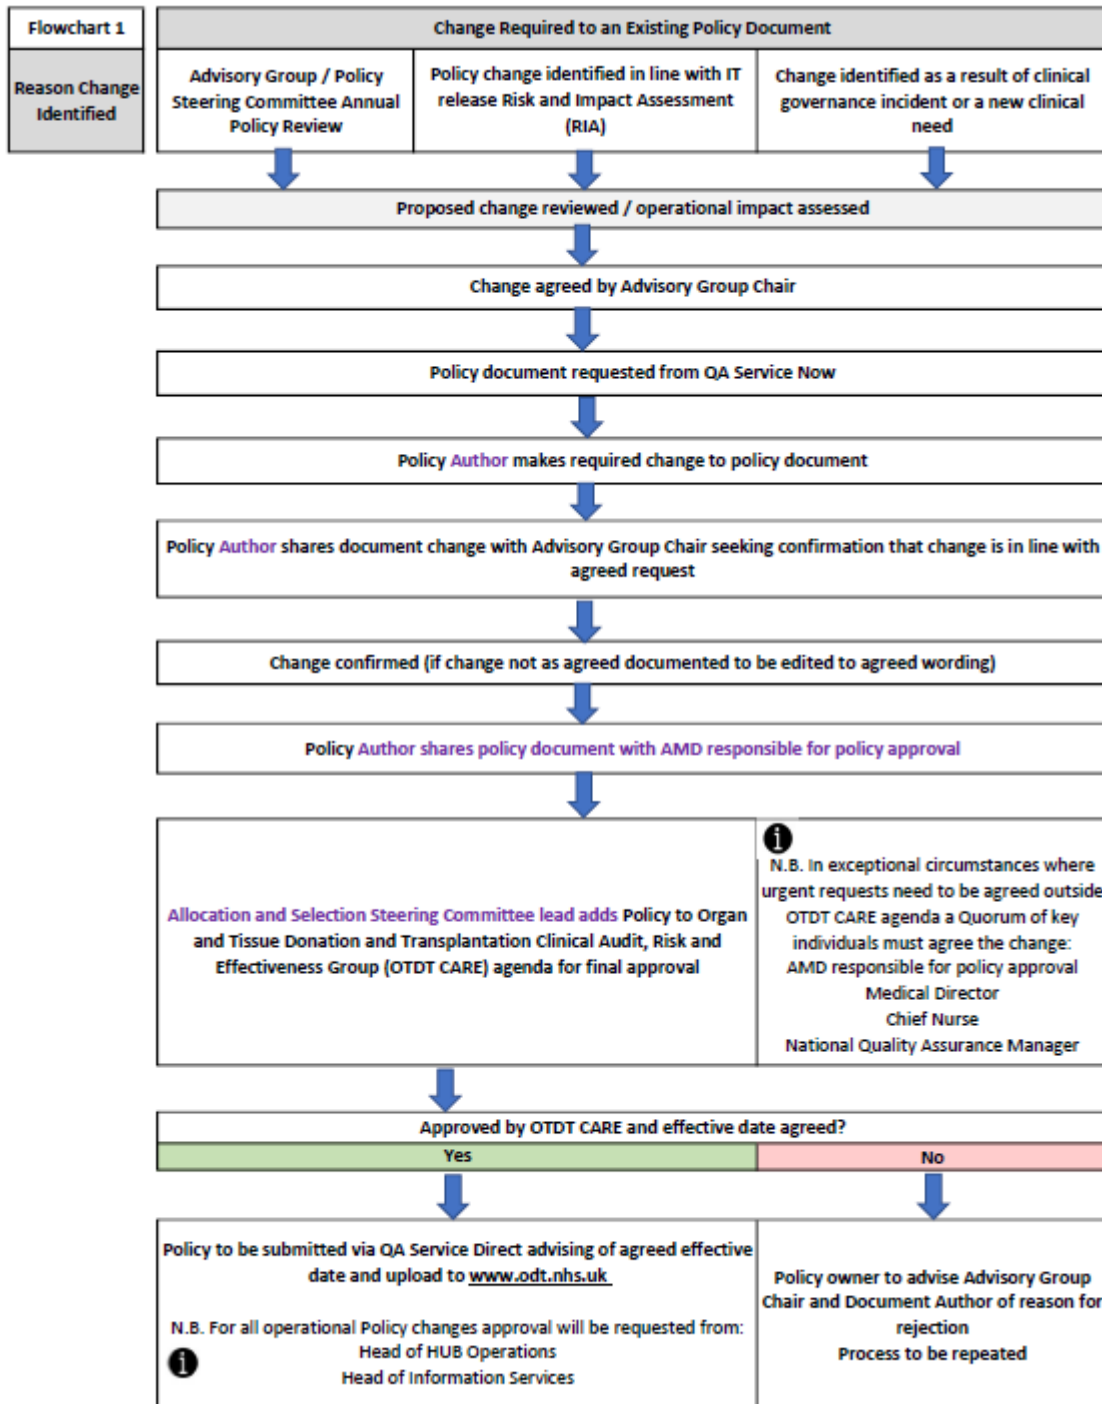 Flowchart 1
Change Required to an Existing Policy Document
Reason Change
Identified
Advisory Group / Policy
Steering Committee Annual
Policy Review
Policy change identified in line with IT
release Risk and Impact Assessment
(RIA)
Change identified as a result of clinical
governance incident or a new clinical
need
Proposed change reviewed / operational impact assessed
Change agreed by Advisory Group Chair
Policy document requested from QA Service Now
Policy Author makes required change to policy document
Policy Author shares document change with Advisory Group Chair seeking confirmation that change is in line with
agreed request
Change confirmed (if change not as agreed documented to be edited to agreed wording)
Policy Author shares policy document with AMD responsible for policy approval
Allocation and Selection Steering Committee lead adds Policy to Organ
and Tissue Donation and Transplantation Clinical Audit, Risk and
Effectiveness Group (OTDT CARE) agenda for final approval
i
N.B. In exceptional circumstances where
urgent requests need to be agreed outside
OTDT CARE agenda a Quorum of key
individuals must agree the change:
AMD responsible for policy approval
Medical Director
Chief Nurse
National Quality Assurance Manager
Approved by OTDT CARE and effective date agreed?
Yes
No
Policy to be submitted via QA Service Direct advising of agreed effective
date and upload to www.odt.nhs.uk
N.B. For all operational Policy changes approval will be requested from:
Head of HUB Operations
i
Head of Information Services
Policy owner to advise Advisory Group
Chair and Document Author of reason for
rejection
Process to be repeated